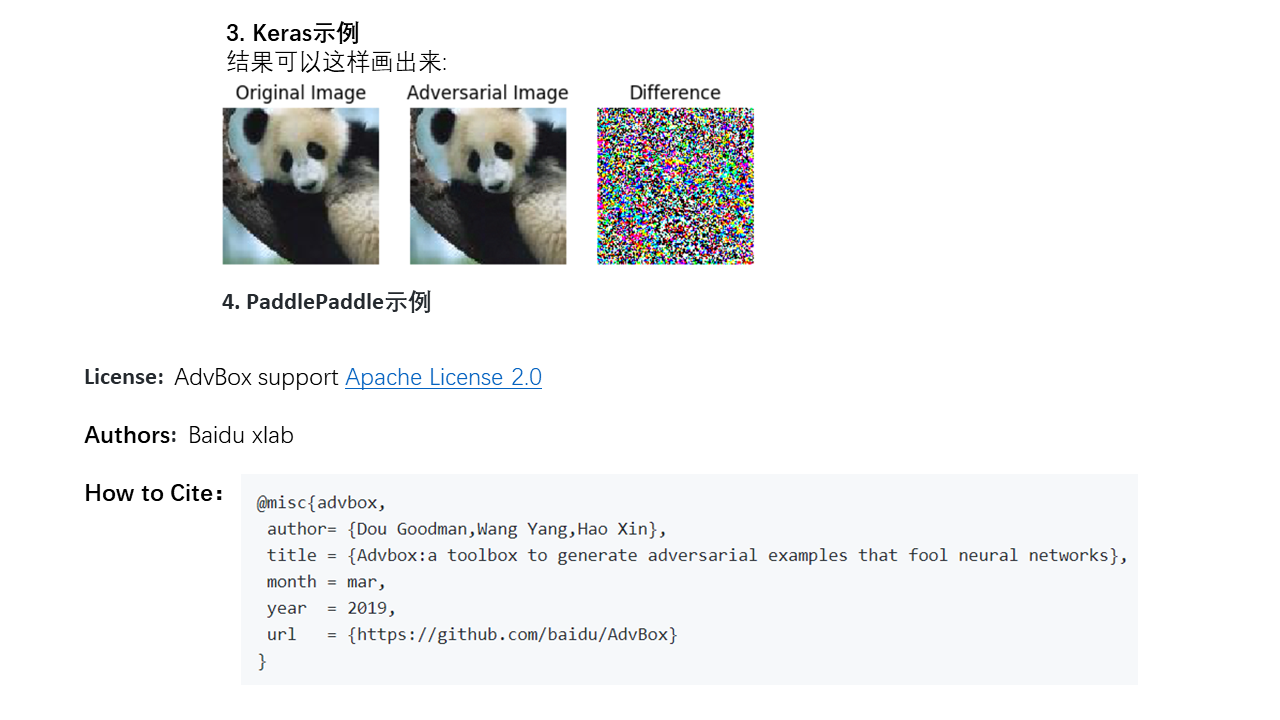 3. Keras示例
结果可以这样画出来:
Original Image Adversarial Image Difference
4. PaddlePaddle示例
License: AdvBox support Apache License 2.0
Authors: Baidu xlab
How to Cite：
@misc{advbox,
author= {Dou Goodman,Wang Yang,Hao Xin},
title = {Advbox:a toolbox to generate adversarial examples that fool neural networks},
month = mar,
year  = 2019,
url   = {https://github.com/baidu/AdvBox}
}